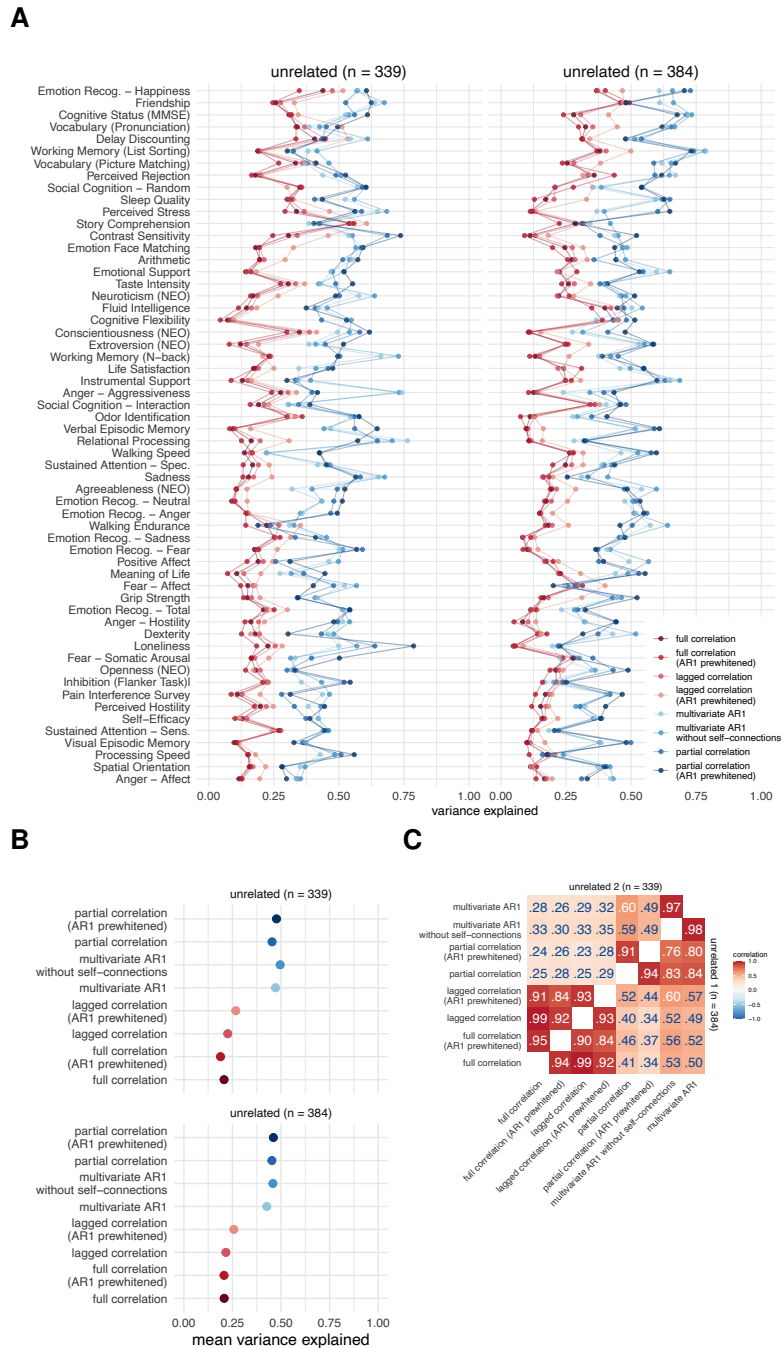 A
unrelated (n = 339)
unrelated (n = 384)
Emotion Recog. − Happiness
Friendship
Cognitive Status (MMSE)
Vocabulary (Pronunciation)
Delay Discounting
Working Memory (List Sorting)
Vocabulary (Picture Matching)
Perceived Rejection
Social Cognition − Random
Sleep Quality
Perceived Stress
Story Comprehension
Contrast Sensitivity
Emotion Face Matching
Arithmetic
Emotional Support
Taste Intensity
Neuroticism (NEO)
Fluid Intelligence
Cognitive Flexibility
Conscientiousness (NEO)
Extroversion (NEO)
Working Memory (N−back)
Life Satisfaction
Instrumental Support
Anger − Aggressiveness
Social Cognition − Interaction
Odor Identification
Verbal Episodic Memory
Relational Processing
Walking Speed
Sustained Attention − Spec.
Sadness
Agreeableness (NEO)
Emotion Recog. − Neutral
Emotion Recog. − Anger
Walking Endurance
Emotion Recog. − Sadness
Emotion Recog. − Fear
Positive Affect
Meaning of Life
Fear − Affect
Grip Strength
Emotion Recog. − Total
Anger − Hostility
Dexterity
Loneliness
Fear − Somatic Arousal
Openness (NEO)
Inhibition (Flanker Task)l
Pain Interference Survey
Perceived Hostility
Self−Efficacy
Sustained Attention − Sens.
Visual Episodic Memory
Processing Speed
Spatial Orientation
Anger − Affect
full correlation
full correlation
(AR1 prewhitened)
lagged correlation
lagged correlation
(AR1 prewhitened)
multivariate AR1
multivariate AR1
without self−connections
partial correlation
partial correlation
(AR1 prewhitened)
0.00 0.25 0.50 0.75 1.00 0.00 0.25 0.50 0.75 1.00
variance explained
B
unrelated (n = 339)
partial correlation
(AR1 prewhitened)
partial correlation
multivariate AR1
without self−connections
multivariate AR1
lagged correlation
(AR1 prewhitened)
lagged correlation
full correlation
(AR1 prewhitened)
full correlation
unrelated (n = 384)
partial correlation
(AR1 prewhitened)
partial correlation
multivariate AR1
without self−connections
multivariate AR1
lagged correlation
(AR1 prewhitened)
lagged correlation
full correlation
(AR1 prewhitened)
full correlation
0.00 0.25 0.50 0.75 1.00
mean variance explained
C
unrelated 2 (n = 339)
multivariate AR1 .28 .33 .29 .32 .60 .49 .97
multivariate AR1
without self−connections
.33 .30 .33 .35 .59 .49 .98
partial correlation
(AR1 prewhitened)
.24 .26 .23 .28 .91 .76 .80
partial correlation .25 .28 .25 .29 .94 .83 .84
lagged correlation
(AR1 prewhitened)
.91 .84 .93 .52 .44 .60 .57
lagged correlation .99 .92 .93 .40 .34 .52 .49
full correlation
(AR1 prewhitened)
.95 .90 .84 .46 .37 .56 .52
full correlation .94 .99 .92 .41 .34 .53 .50
full correlation
full correlation (AR1 prewhitened)
lagged correlation
lagged correlation (AR1 prewhitened)
partial correlation
partial correlation (AR1 prewhitened)
multivariate AR1 without self−connections
multivariate AR1
unrelated 1 (n = 384)
correlation
1.0
0.5
0.0
−0.5
−1.0